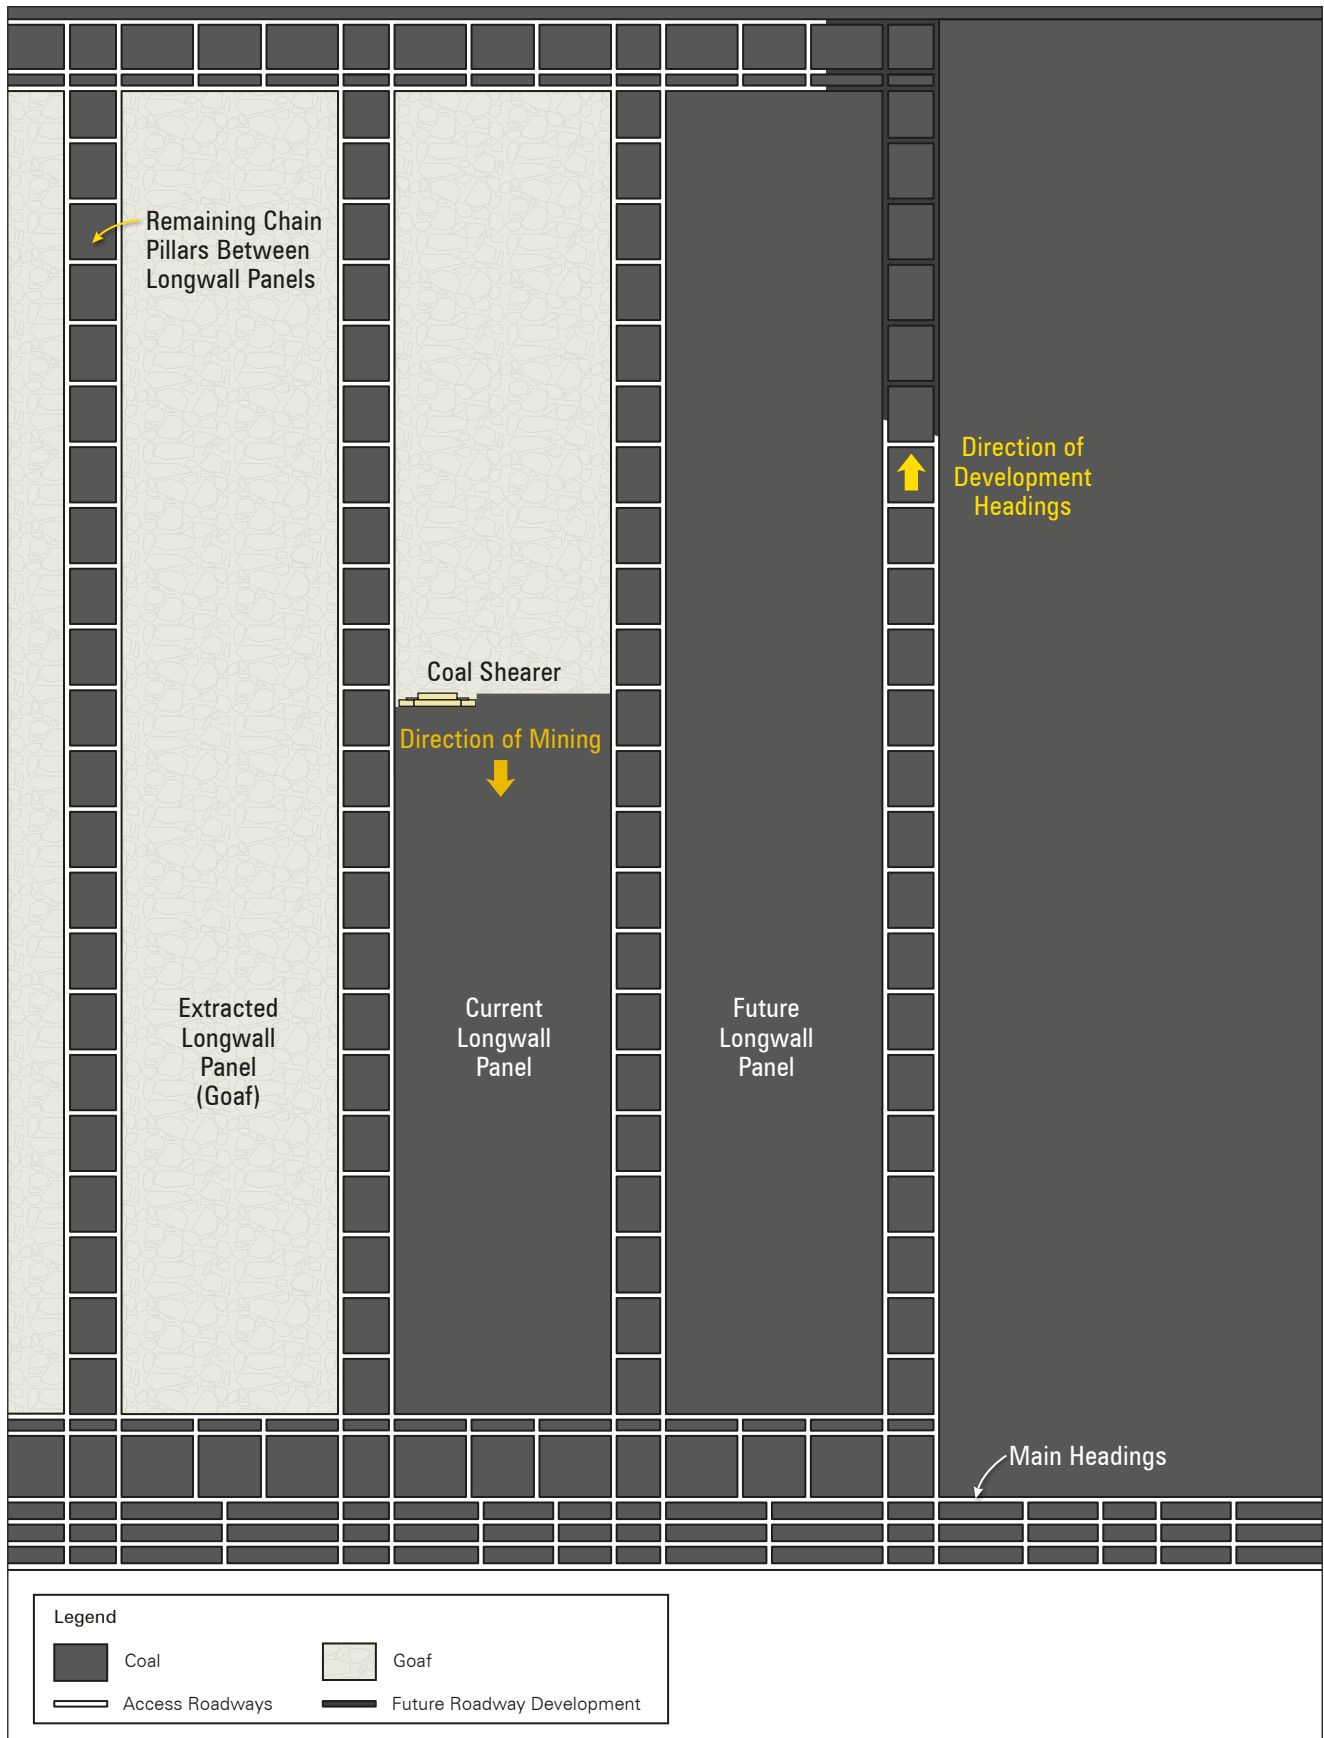 Remaining Chain
Pillars Between
Longwall Panels
Direction of
Development
Headings
Coal Shearer
Direction of Mining
Extracted
Longwall
Panel
(Goaf)
Current
Longwall
Panel
Future
Longwall
Panel
Main Headings
Legend
Coal
Goaf
Access Roadways
Future Roadway Development